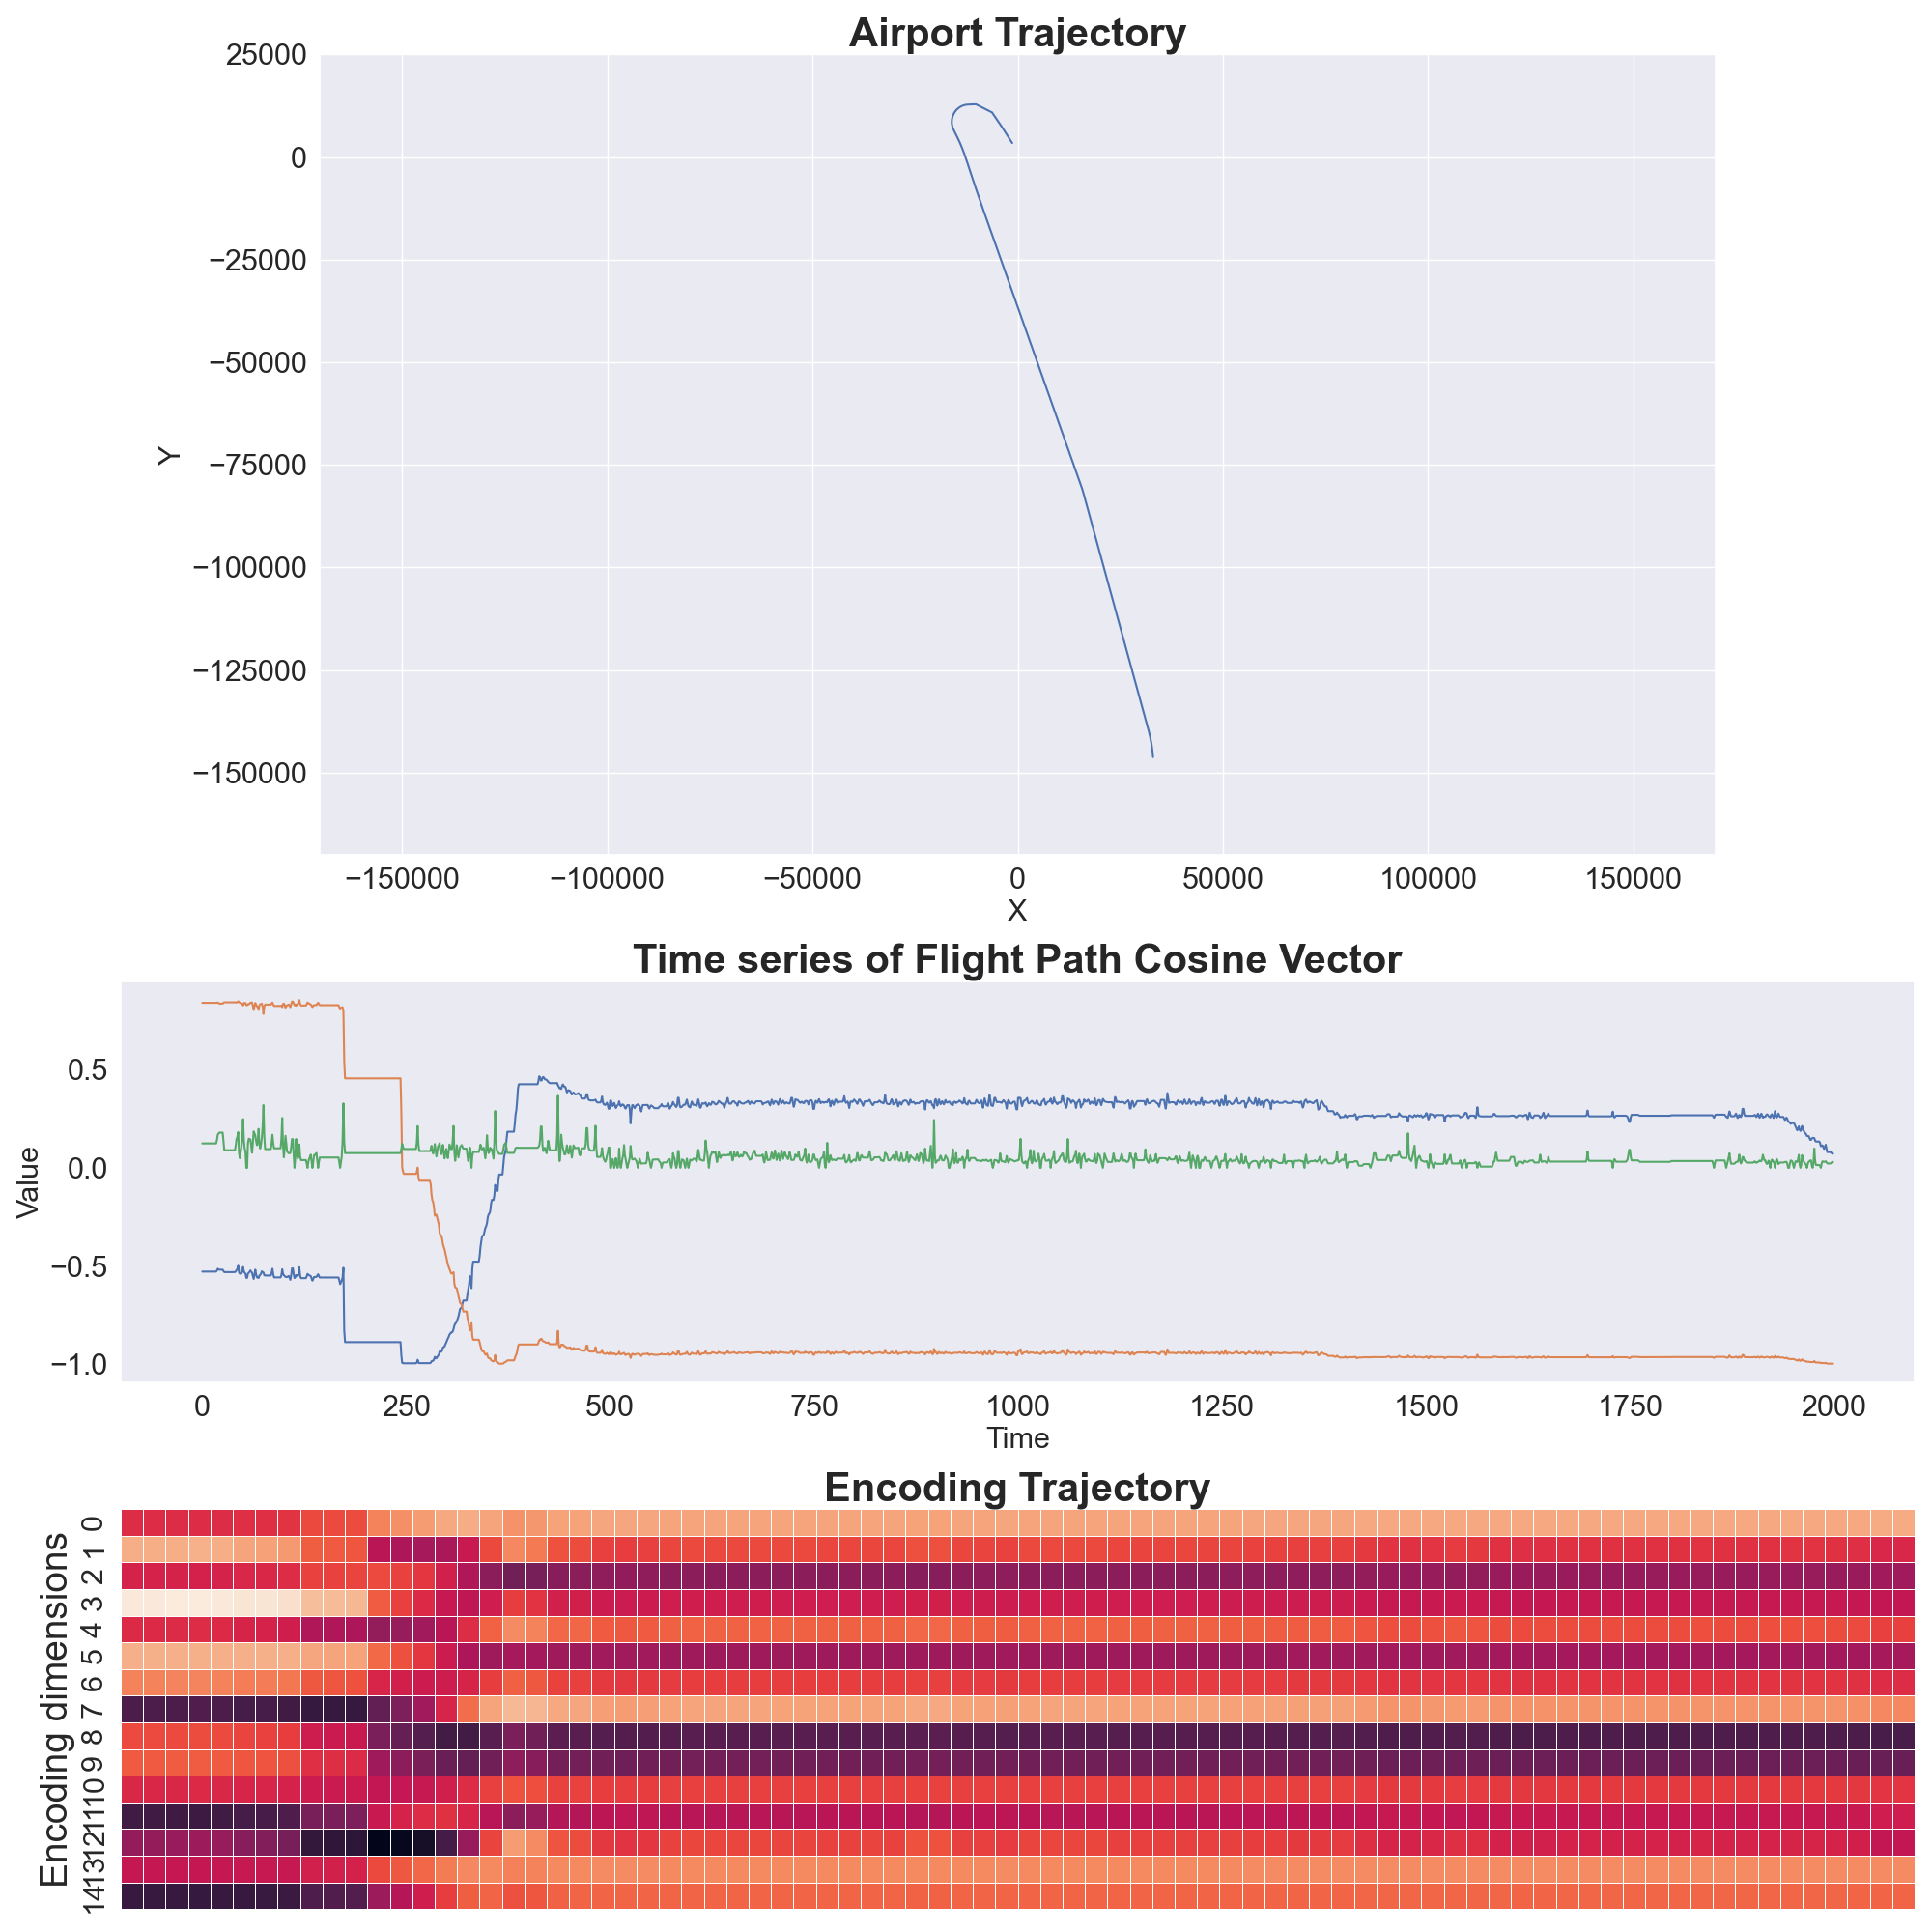 Airport Trajectory
25000
0
−25000
−50000
−75000
−100000
−125000
−150000
Y
−150000 −100000 −50000 0 50000 100000 150000
X
Time series of Flight Path Cosine Vector
0.5
0.0
−0.5
−1.0
Value
0 250 500 750 1000 1250 1500 1750 2000
Time
Encoding Trajectory
Encoding dimensions
0
1
2
3
4
5
6
7
8
9
10
11
12
13
14